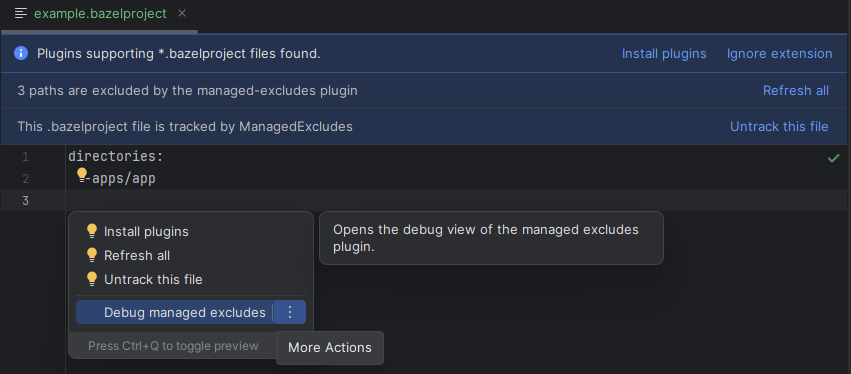 example.bazelproject
Plugins supporting *.bazelproject files found. Install plugins Ignore extension
3 paths are excluded by the managed-excludes plugin Refresh all
This .bazelproject file is tracked by ManagedExcludes Untrack this file
1 directories:
2 -apps/app
3
Install plugins
Refresh all
Untrack this file
Debug managed excludes
Press Ctrl+Q to toggle preview
Opens the debug view of the managed excludes
plugin.
More Actions